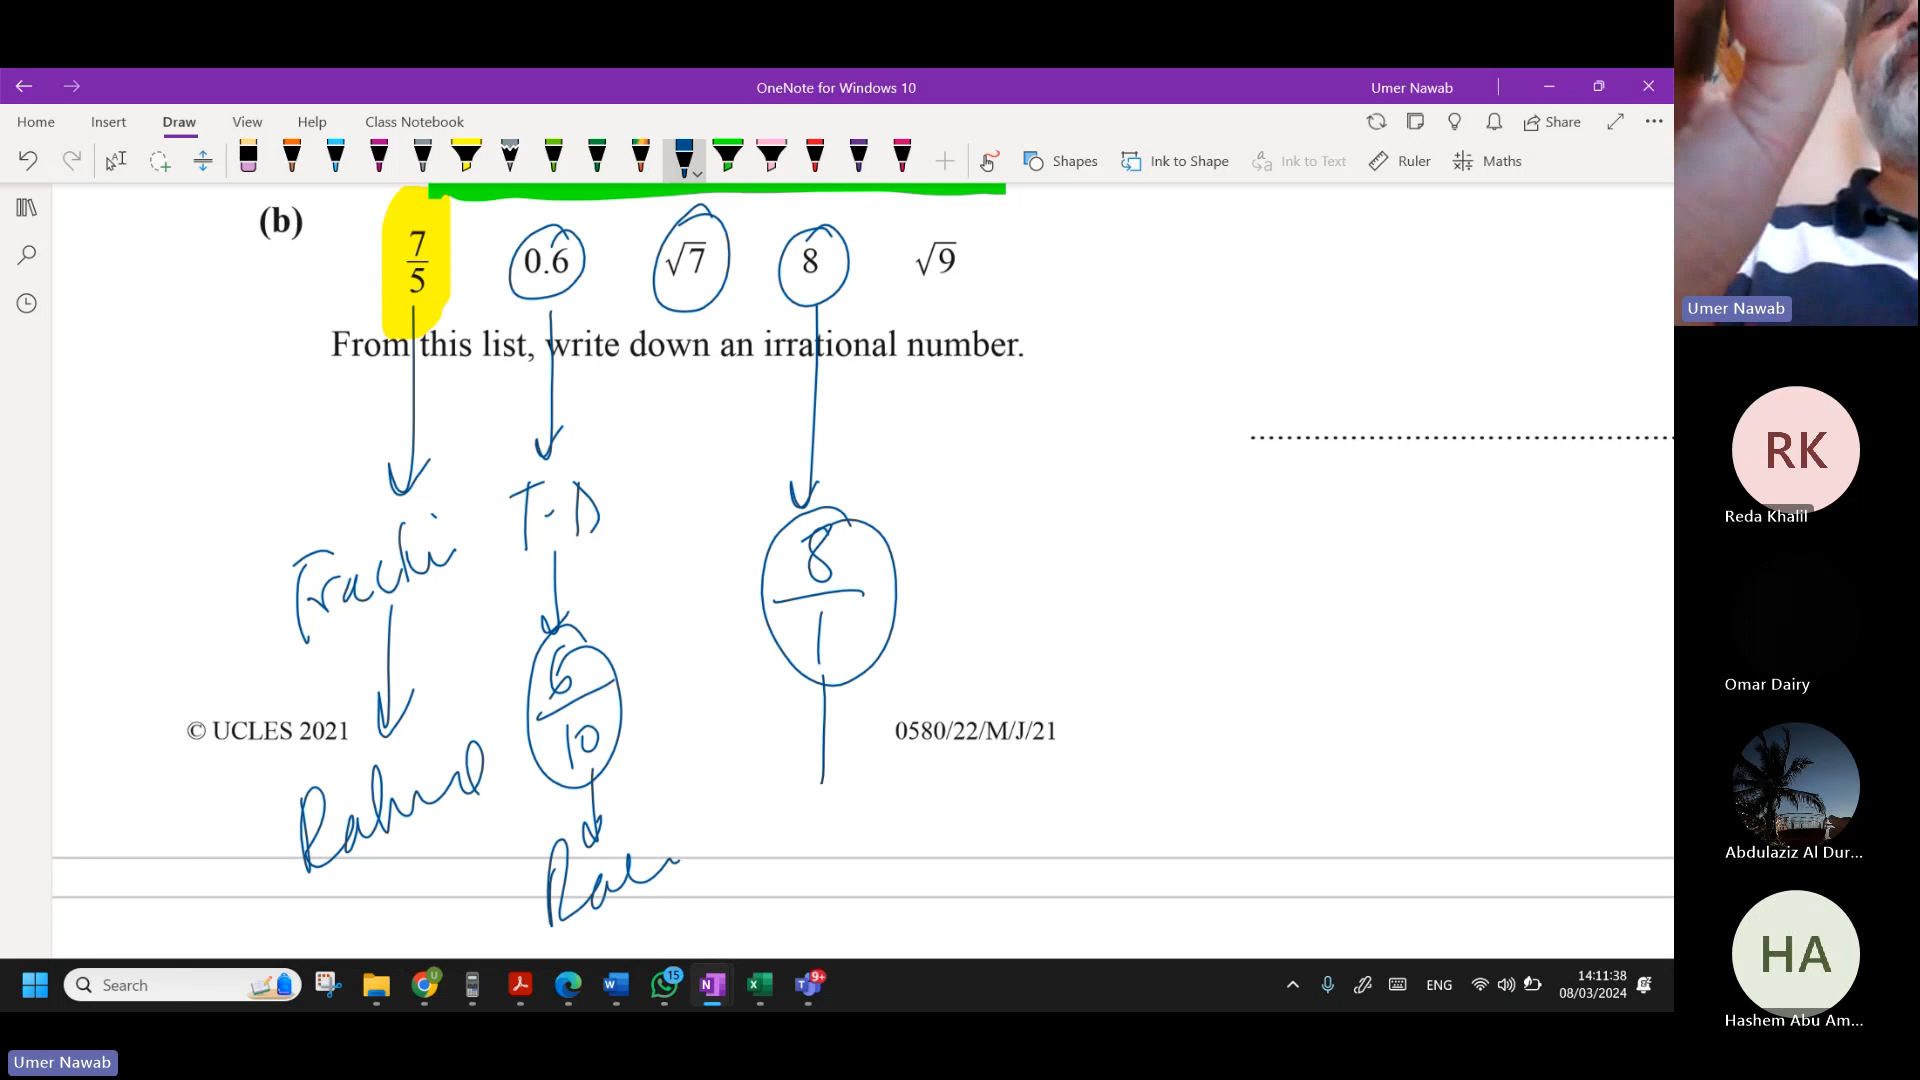 OneNote for Windows 10
Umer Nawab
Home Insert Draw View Help Class Notebook
Share
Shapes Ink to Shape Ink to Text Ruler Maths
(b) 7/5 0.6 √7 8 √9
From this list, write down an irrational number.
T-D
8/1
6/10
© UCLES 2021 0580/22/M/J/21
Umer Nawab
RK
Reda Khalil
Omar Dairy
Abdulaziz Al Dur...
HA
Hashem Abu Am...
Search
15
9+
ENG
14:11:38
08/03/2024
Umer Nawab